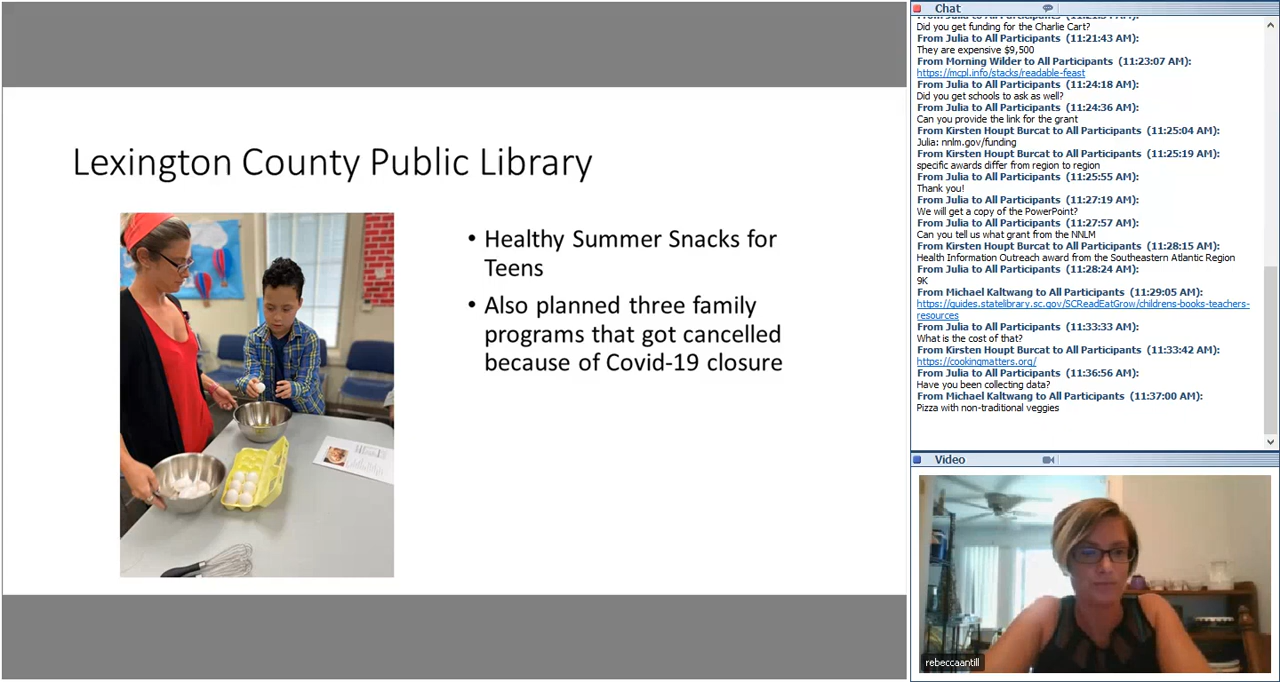 Lexington County Public Library
• Healthy Summer Snacks for
Teens
• Also planned three family
programs that got cancelled
because of Covid-19 closure
Chat
Did you get funding for the Charlie Cart?
From Julia to All Participants (11:21:43 AM):
They are expensive $9,500
From Morning Wilder to All Participants (11:23:07 AM):
https://mcpl.info/stacks/readable-feast
From Julia to All Participants (11:24:18 AM):
Did you get schools to ask as well?
From Julia to All Participants (11:24:36 AM):
Can you provide the link for the grant
From Kirsten Houpt Burcat to All Participants (11:25:04 AM):
Julia: nnlm.gov/funding
From Kirsten Houpt Burcat to All Participants (11:25:19 AM):
specific awards differ from region to region
From Julia to All Participants (11:25:55 AM):
Thank you!
From Julia to All Participants (11:27:19 AM):
We will get a copy of the PowerPoint?
From Julia to All Participants (11:27:57 AM):
Can you tell us what grant from the NNLM
From Kirsten Houpt Burcat to All Participants (11:28:15 AM):
Health Information Outreach award from the Southeastern Atlantic Region
From Julia to All Participants (11:28:24 AM):
9K
From Michael Kaltwang to All Participants (11:29:05 AM):
https://guides.statelibrary.sc.gov/SCReadEatGrow/childrens-books-teachers-
resources
From Julia to All Participants (11:33:33 AM):
What is the cost of that?
From Kirsten Houpt Burcat to All Participants (11:33:42 AM):
https://cookingmatters.org/
From Julia to All Participants (11:36:56 AM):
Have you been collecting data?
From Michael Kaltwang to All Participants (11:37:00 AM):
Pizza with non-traditional veggies
Video
rebeccaantill